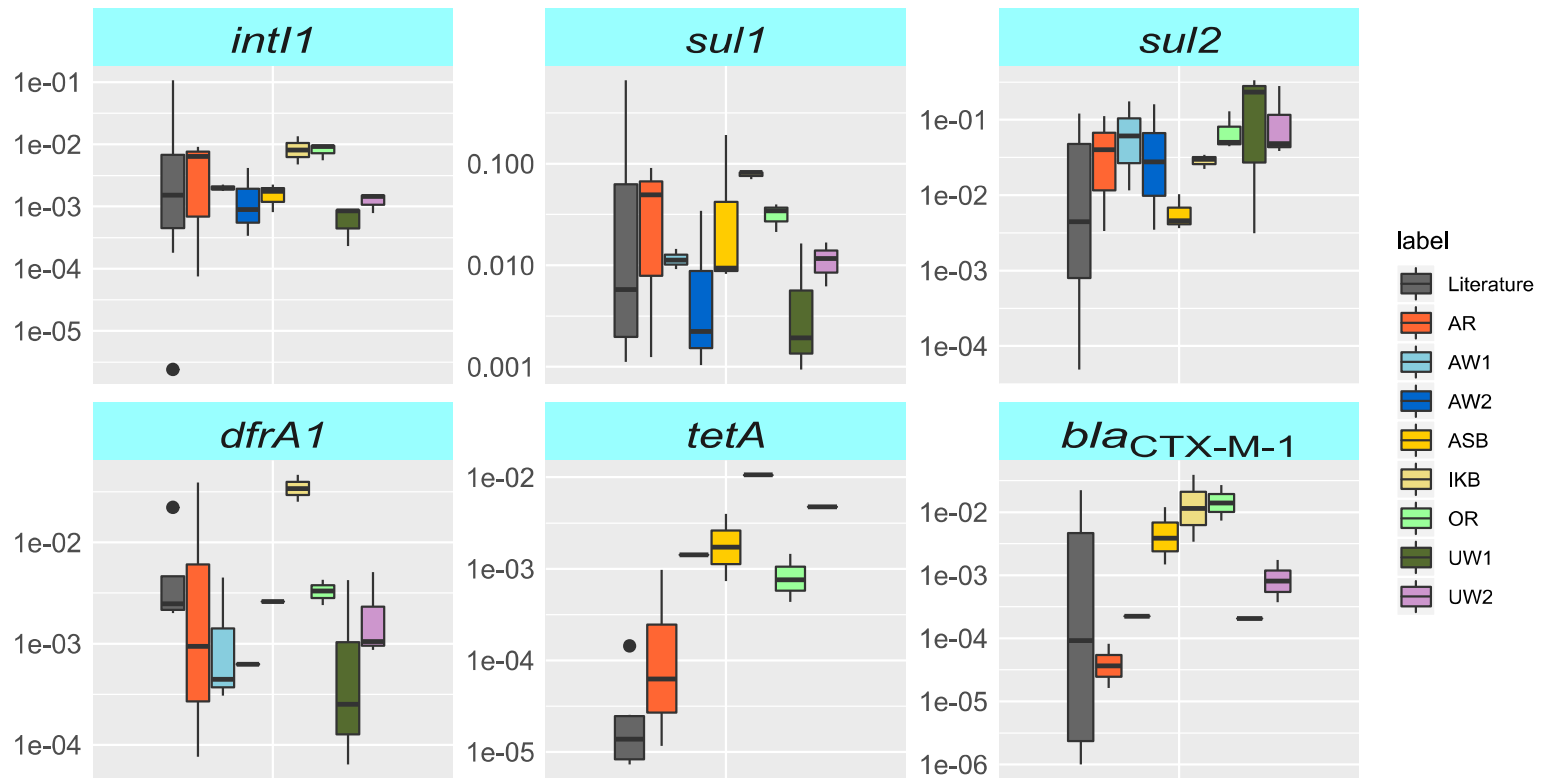 intI1
1e-01
1e-02
1e-03
1e-04
1e-05
sul1
0.100
0.010
0.001
sul2
1e-01
1e-02
1e-03
1e-04
dfrA1
1e-02
1e-03
1e-04
tetA
1e-02
1e-03
1e-04
1e-05
blaCTX-M-1
1e-02
1e-03
1e-04
1e-05
1e-06
label
Literature
AR
AW1
AW2
ASB
IKB
OR
UW1
UW2